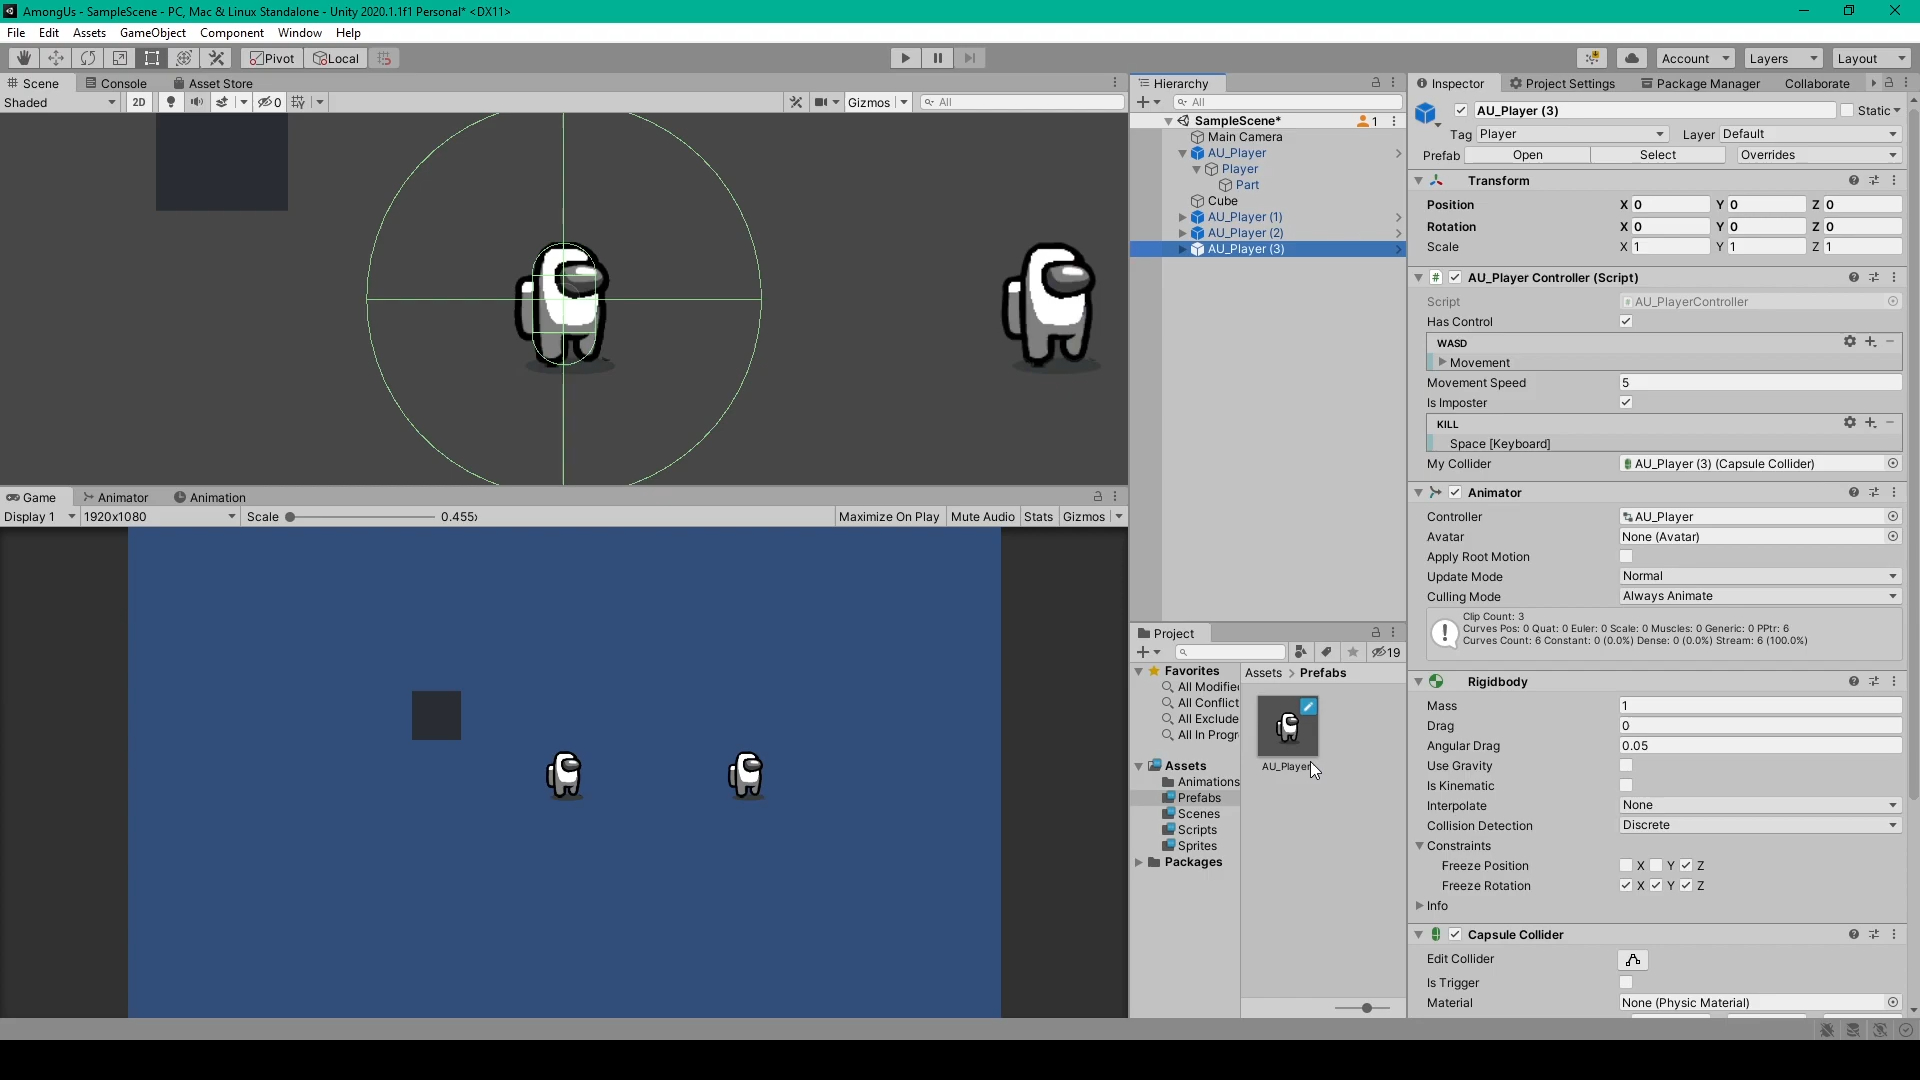 AmongUs - SampleScene - PC, Mac & Linux Standalone - Unity 2020.1.1f1 Personal* <DX11>
File Edit Assets GameObject Component Window Help
Pivot Local Account Layers Layout
Scene Console Asset Store
Shaded 2D 0 Gizmos All
Hierarchy
All
SampleScene* 1
Main Camera
AU_Player
Player
Part
Cube
AU_Player (1)
AU_Player (2)
AU_Player (3)
Game Animator Animation
Display 1 1920x1080 Scale 0.455x Maximize On Play Mute Audio Stats Gizmos
Project
19
Favorites
All Modifie
All Conflict
All Exclude
All In Progr
Assets
Animations
Prefabs
Scenes
Scripts
Sprites
Packages
Assets > Prefabs
AU_Player
Inspector Project Settings Package Manager Collaborate
AU_Player (3) Static
Tag Player Layer Default
Prefab Open Select Overrides
Transform
Position X 0 Y 0 Z 0
Rotation X 0 Y 0 Z 0
Scale X 1 Y 1 Z 1
AU_Player Controller (Script)
Script AU_PlayerController
Has Control
WASD
Movement
Movement Speed 5
Is Imposter
KILL
Space [Keyboard]
My Collider AU_Player (3) (Capsule Collider)
Animator
Controller AU_Player
Avatar None (Avatar)
Apply Root Motion
Update Mode Normal
Culling Mode Always Animate
Clip Count: 3
Curves Pos: 0 Quat: 0 Euler: 0 Scale: 0 Muscles: 0 Generic: 0 PPtr: 6
Curves Count: 6 Constant: 0 (0.0%) Dense: 0 (0.0%) Stream: 6 (100.0%)
Rigidbody
Mass 1
Drag 0
Angular Drag 0.05
Use Gravity
Is Kinematic
Interpolate None
Collision Detection Discrete
Constraints
Freeze Position X Y Z
Freeze Rotation X Y Z
Info
Capsule Collider
Edit Collider
Is Trigger
Material None (Physic Material)